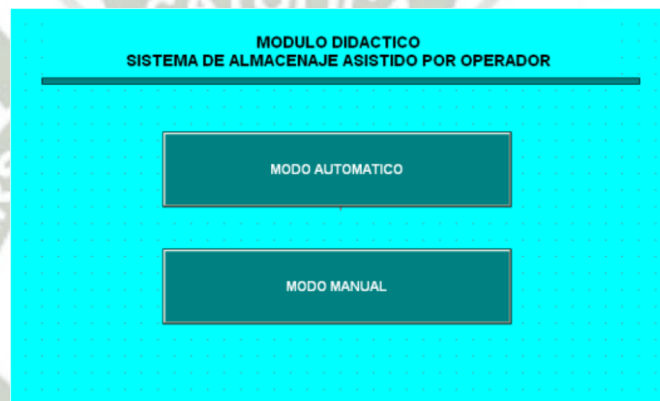 MODULO DIDACTICO
SISTEMA DE ALMACENAJE ASISTIDO POR OPERADOR
MODO AUTOMATICO
MODO MANUAL